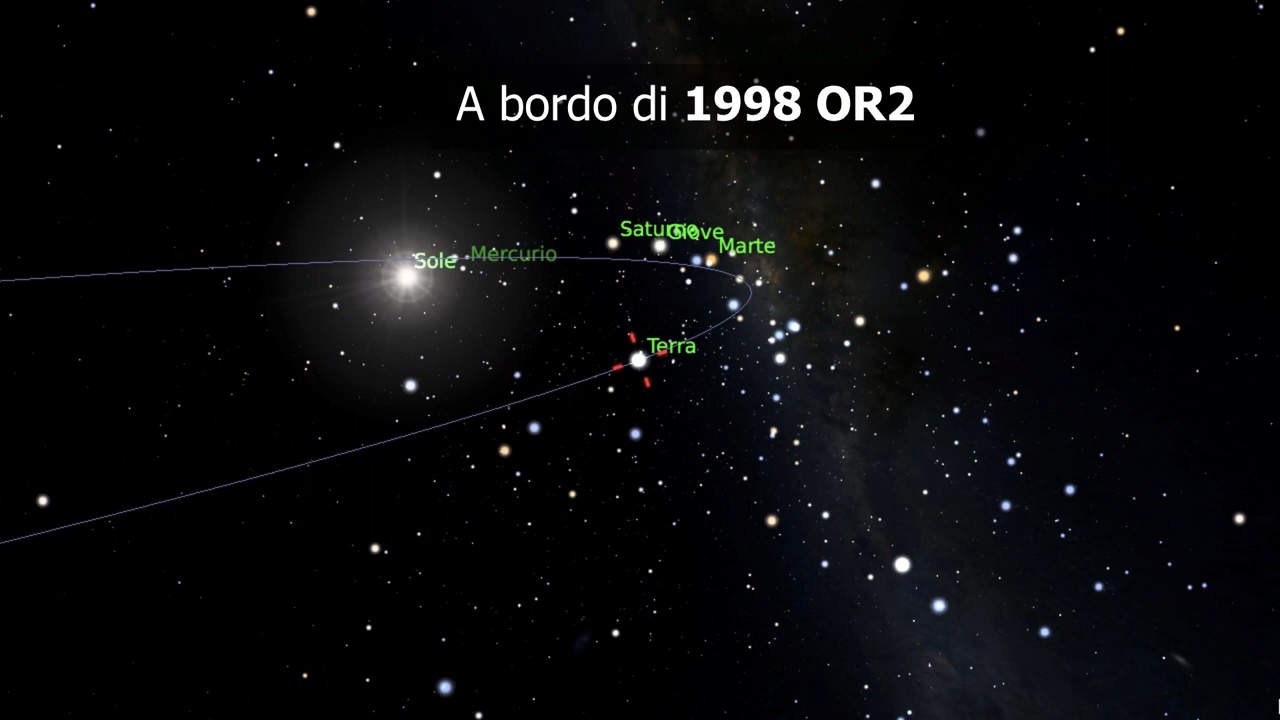 A bordo di 1998 OR2
Saturno
Giove
Marte
Sole
Mercurio
Terra